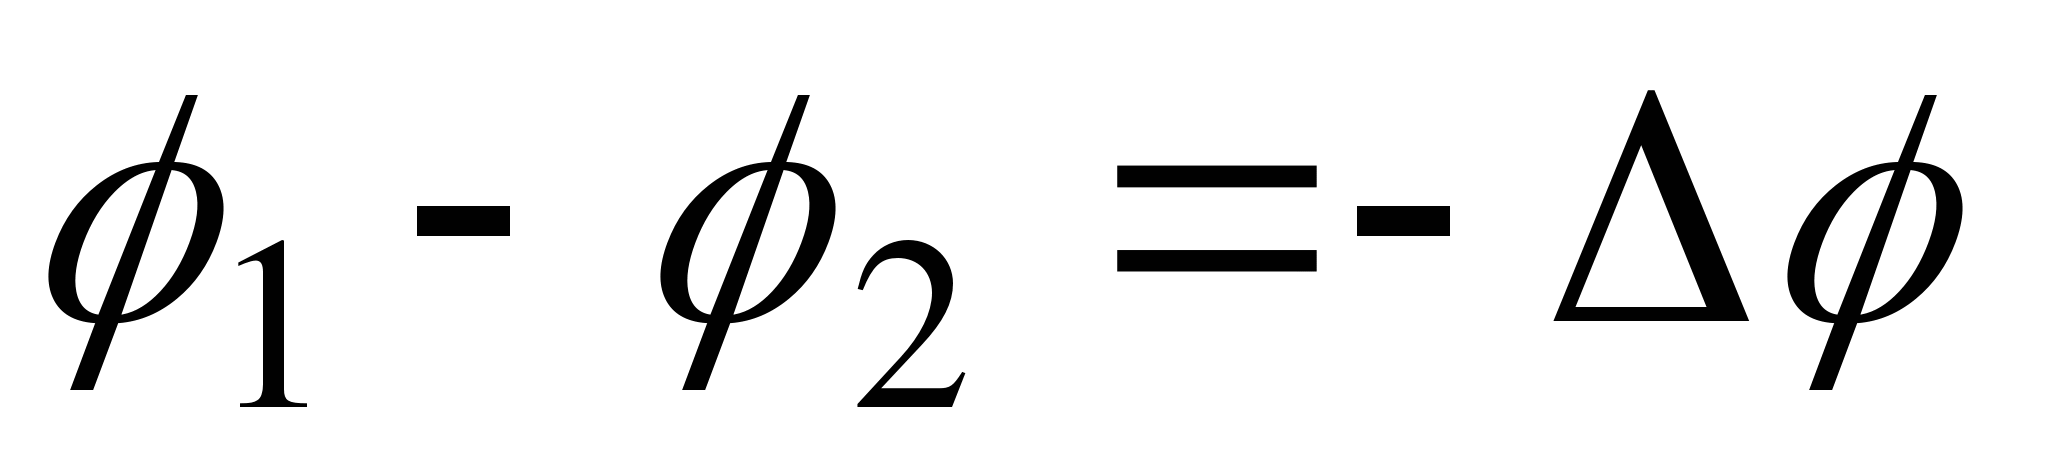 ϕ₁ - ϕ₂ =- Δϕ